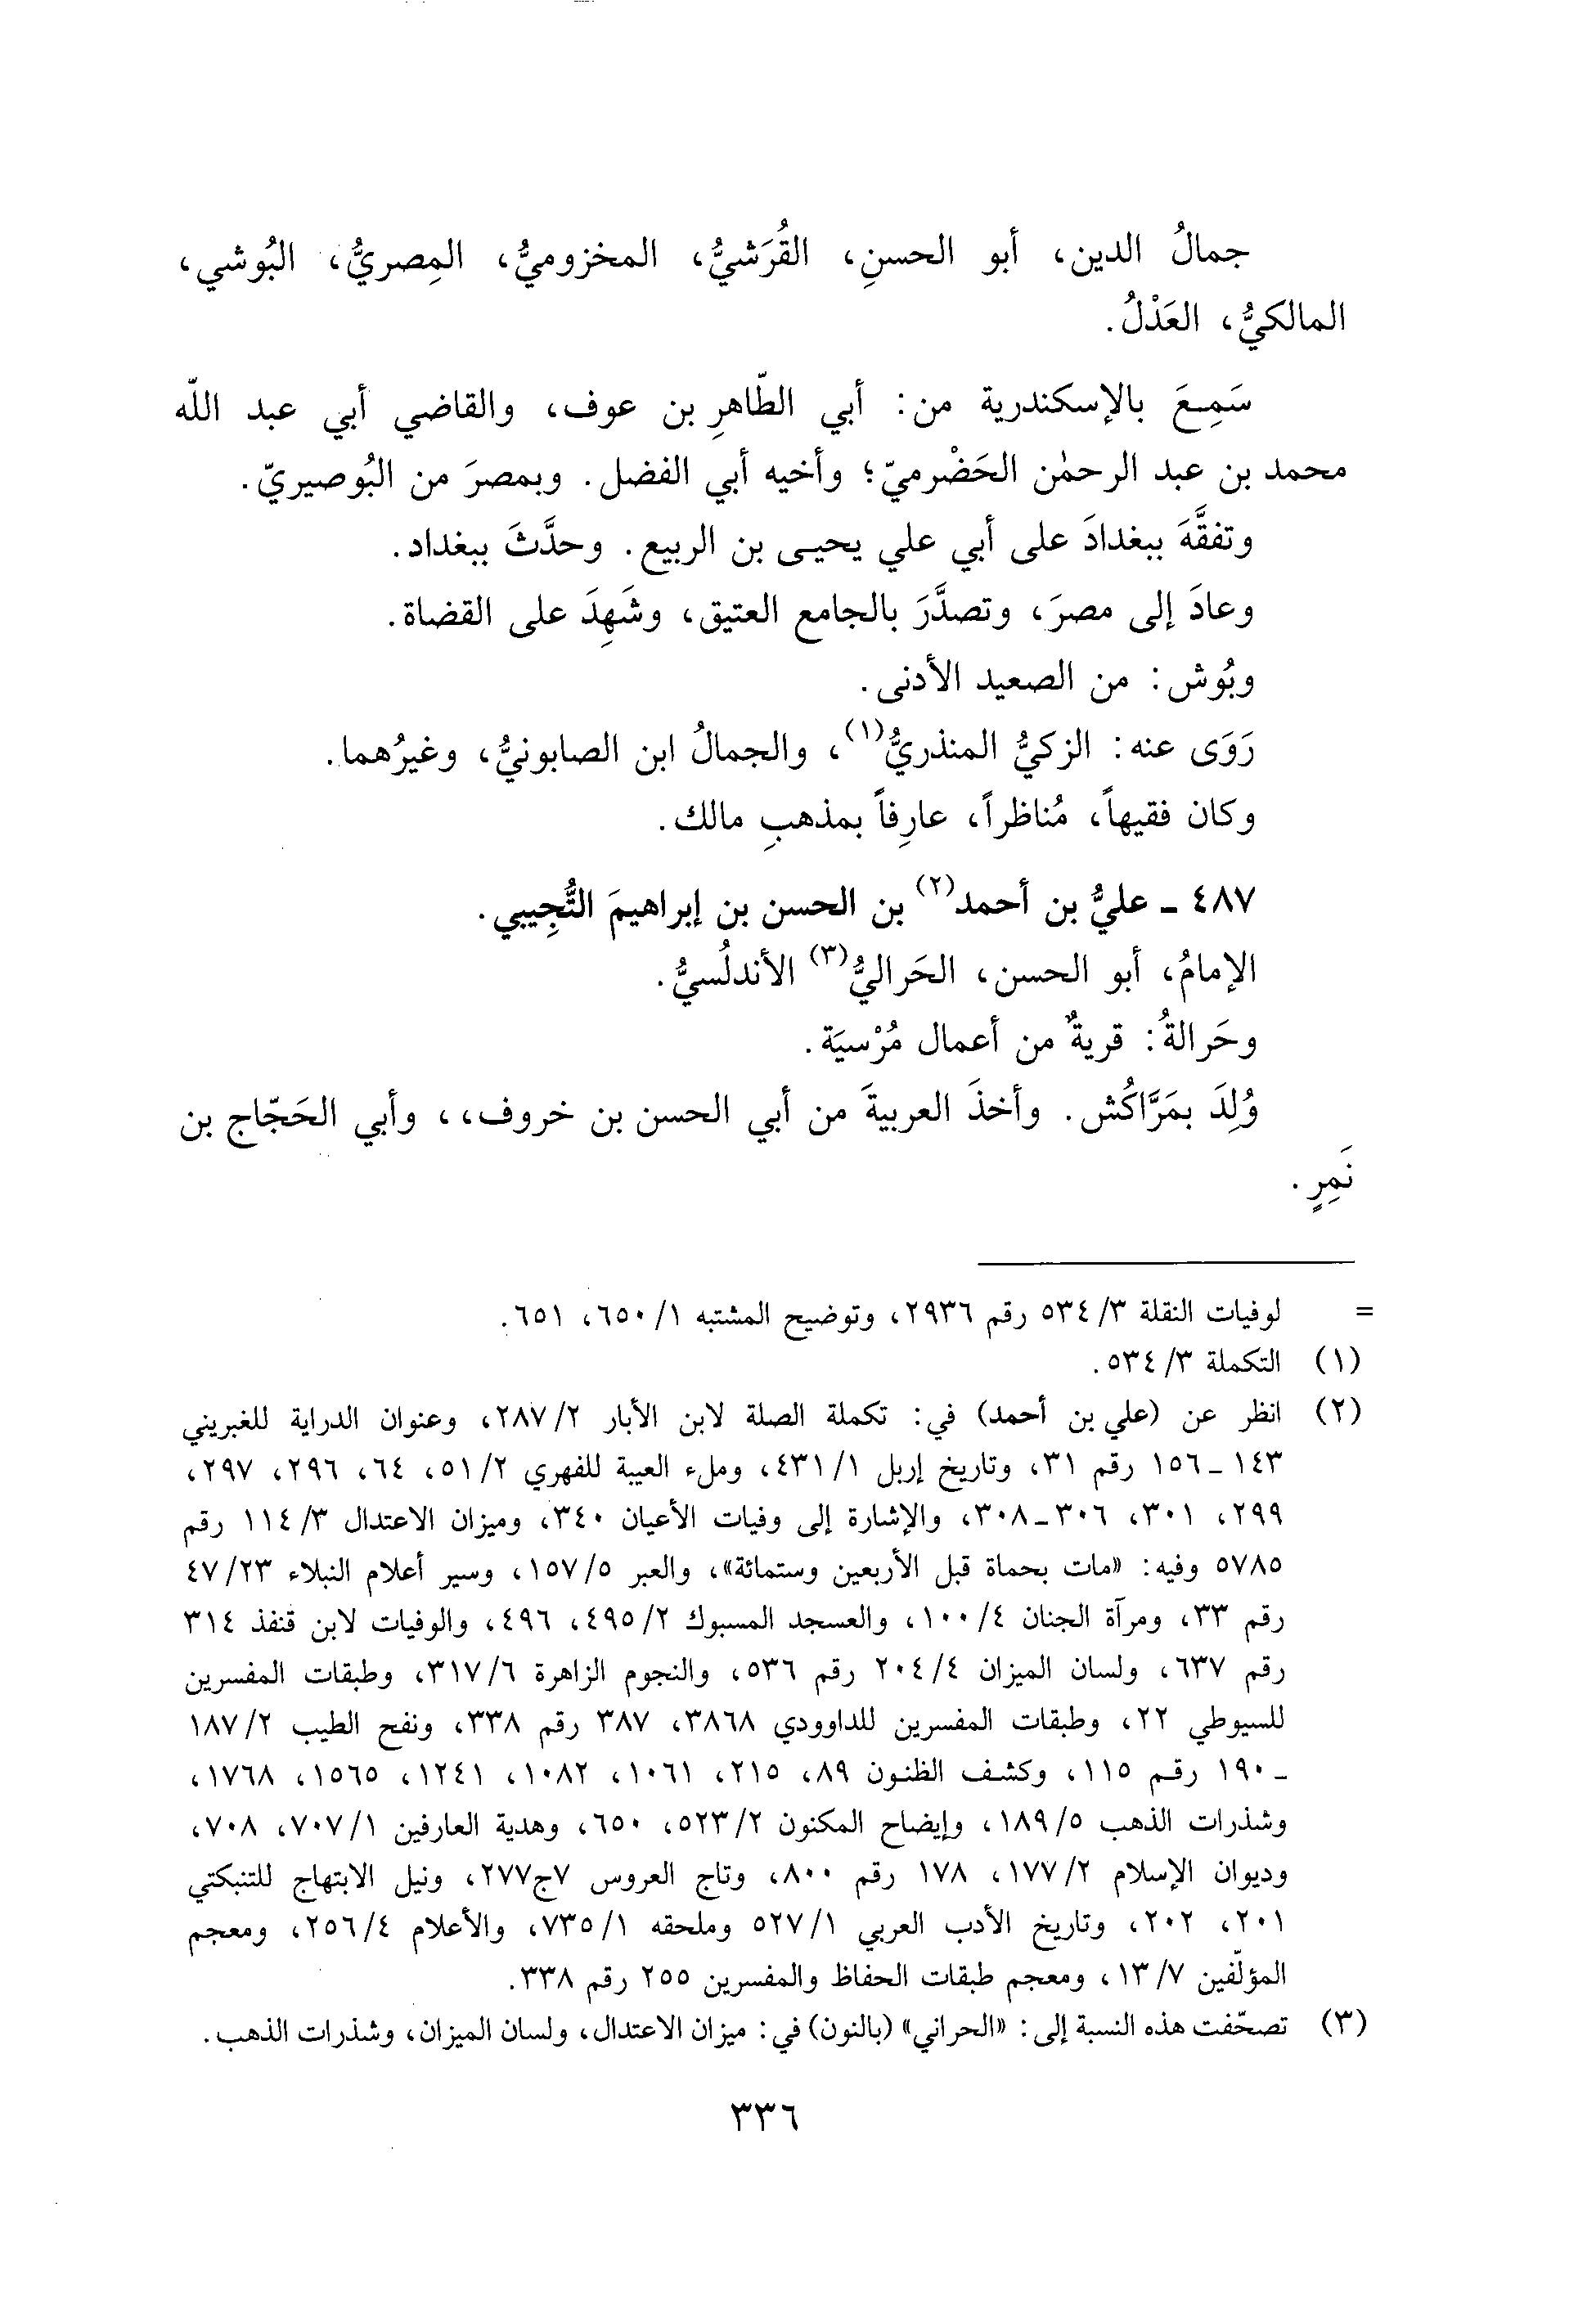 جمالُ الدين، أبو الحسنِ، القُرَشيُّ، المخزوميُّ، المِصريُّ، البُوشي،
المالكيُّ، العَدْلُ.
سَمِعَ بالإسكندرية من: أبي الطّاهرِ بن عوف، والقاضي أبي عبد اللّه
محمد بن عبد الرحمٰن الحَضْرميّ؛ وأخيه أبي الفضل. وبمصرَ من البُوصيريّ.
وتفقَّهَ ببغدادَ على أبي علي يحيى بن الربيع. وحدَّثَ ببغداد.
وعادَ إلى مصرَ، وتصدَّرَ بالجامع العتيق، وشَهِدَ على القضاة.
وبُوش: من الصعيد الأدنى.
رَوَى عنه: الزكيُّ المنذريُّ(١)، والجمالُ ابن الصابونيُّ، وغيرُهما.
وكان فقيهاً، مُناظراً، عارِفاً بمذهبِ مالك.
٤٨٧ ـ عليُّ بن أحمد(٢) بن الحسن بن إبراهيمَ التُّجِيبي.
الإمامُ، أبو الحسن، الحَراليُّ(٣) الأندلُسيُّ.
وحَرالةُ: قريةٌ من أعمال مُرْسيَة.
وُلِدَ بمَرَّاكُش. وأخذَ العربيةَ من أبي الحسن بن خروف،، وأبي الحَجّاج بن
نَمِرٍ.
= لوفيات النقلة ٣/ ٥٣٤ رقم ٢٩٣٦، وتوضيح المشتبه ١/ ٦٥٠، ٦٥١.
(١) التكملة ٣/ ٥٣٤.
(٢) انظر عن (علي بن أحمد) في: تكملة الصلة لابن الأبار ٢/ ٢٨٧، وعنوان الدراية للغبريني
١٤٣ ـ ١٥٦ رقم ٣١، وتاريخ إربل ١/ ٤٣١، وملء العيبة للفهري ٢/ ٥١، ٦٤، ٢٩٦، ٢٩٧،
٢٩٩، ٣٠١، ٣٠٦ ـ ٣٠٨، والإشارة إلى وفيات الأعيان ٣٤٠، وميزان الاعتدال ٣/ ١١٤ رقم
٥٧٨٥ وفيه: «مات بحماة قبل الأربعين وستمائة»، والعبر ٥/ ١٥٧، وسير أعلام النبلاء ٢٣/ ٤٧
رقم ٣٣، ومرآة الجنان ٤/ ١٠٠، والعسجد المسبوك ٢/ ٤٩٥، ٤٩٦، والوفيات لابن قنفذ ٣١٤
رقم ٦٣٧، ولسان الميزان ٤/ ٢٠٤ رقم ٥٣٦، والنجوم الزاهرة ٦/ ٣١٧، وطبقات المفسرين
للسيوطي ٢٢، وطبقات المفسرين للداوودي ٣٨٦٨، ٣٨٧ رقم ٣٣٨، ونفح الطيب ٢/ ١٨٧
ـ ١٩٠ رقم ١١٥، وكشف الظنون ٨٩، ٢١٥، ١٠٦١، ١٠٨٢، ١٢٤١، ١٥٦٥، ١٧٦٨،
وشذرات الذهب ٥/ ١٨٩، وإيضاح المكنون ٢/ ٥٢٣، ٦٥٠، وهدية العارفين ١/ ٧٠٧، ٧٠٨،
وديوان الإسلام ٢/ ١٧٧، ١٧٨ رقم ٨٠٠، وتاج العروس ٧ج٢٧٧، ونيل الابتهاج للتنبكتي
٢٠١، ٢٠٢، وتاريخ الأدب العربي ١/ ٥٢٧ وملحقه ١/ ٧٣٥، والأعلام ٤/ ٢٥٦، ومعجم
المؤلّفين ٧/ ١٣، ومعجم طبقات الحفاظ والمفسرين ٢٥٥ رقم ٣٣٨.
(٣) تصحّفت هذه النسبة إلى: «الحراني» (بالنون) في: ميزان الاعتدال، ولسان الميزان، وشذرات الذهب.
٣٣٦